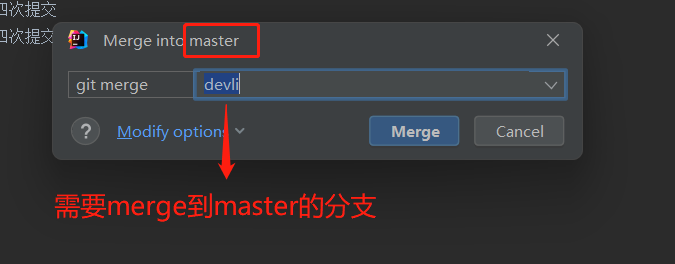 四次提交
四次提交
Merge into master
git merge devli
? Modify options Merge Cancel
需要merge到master的分支